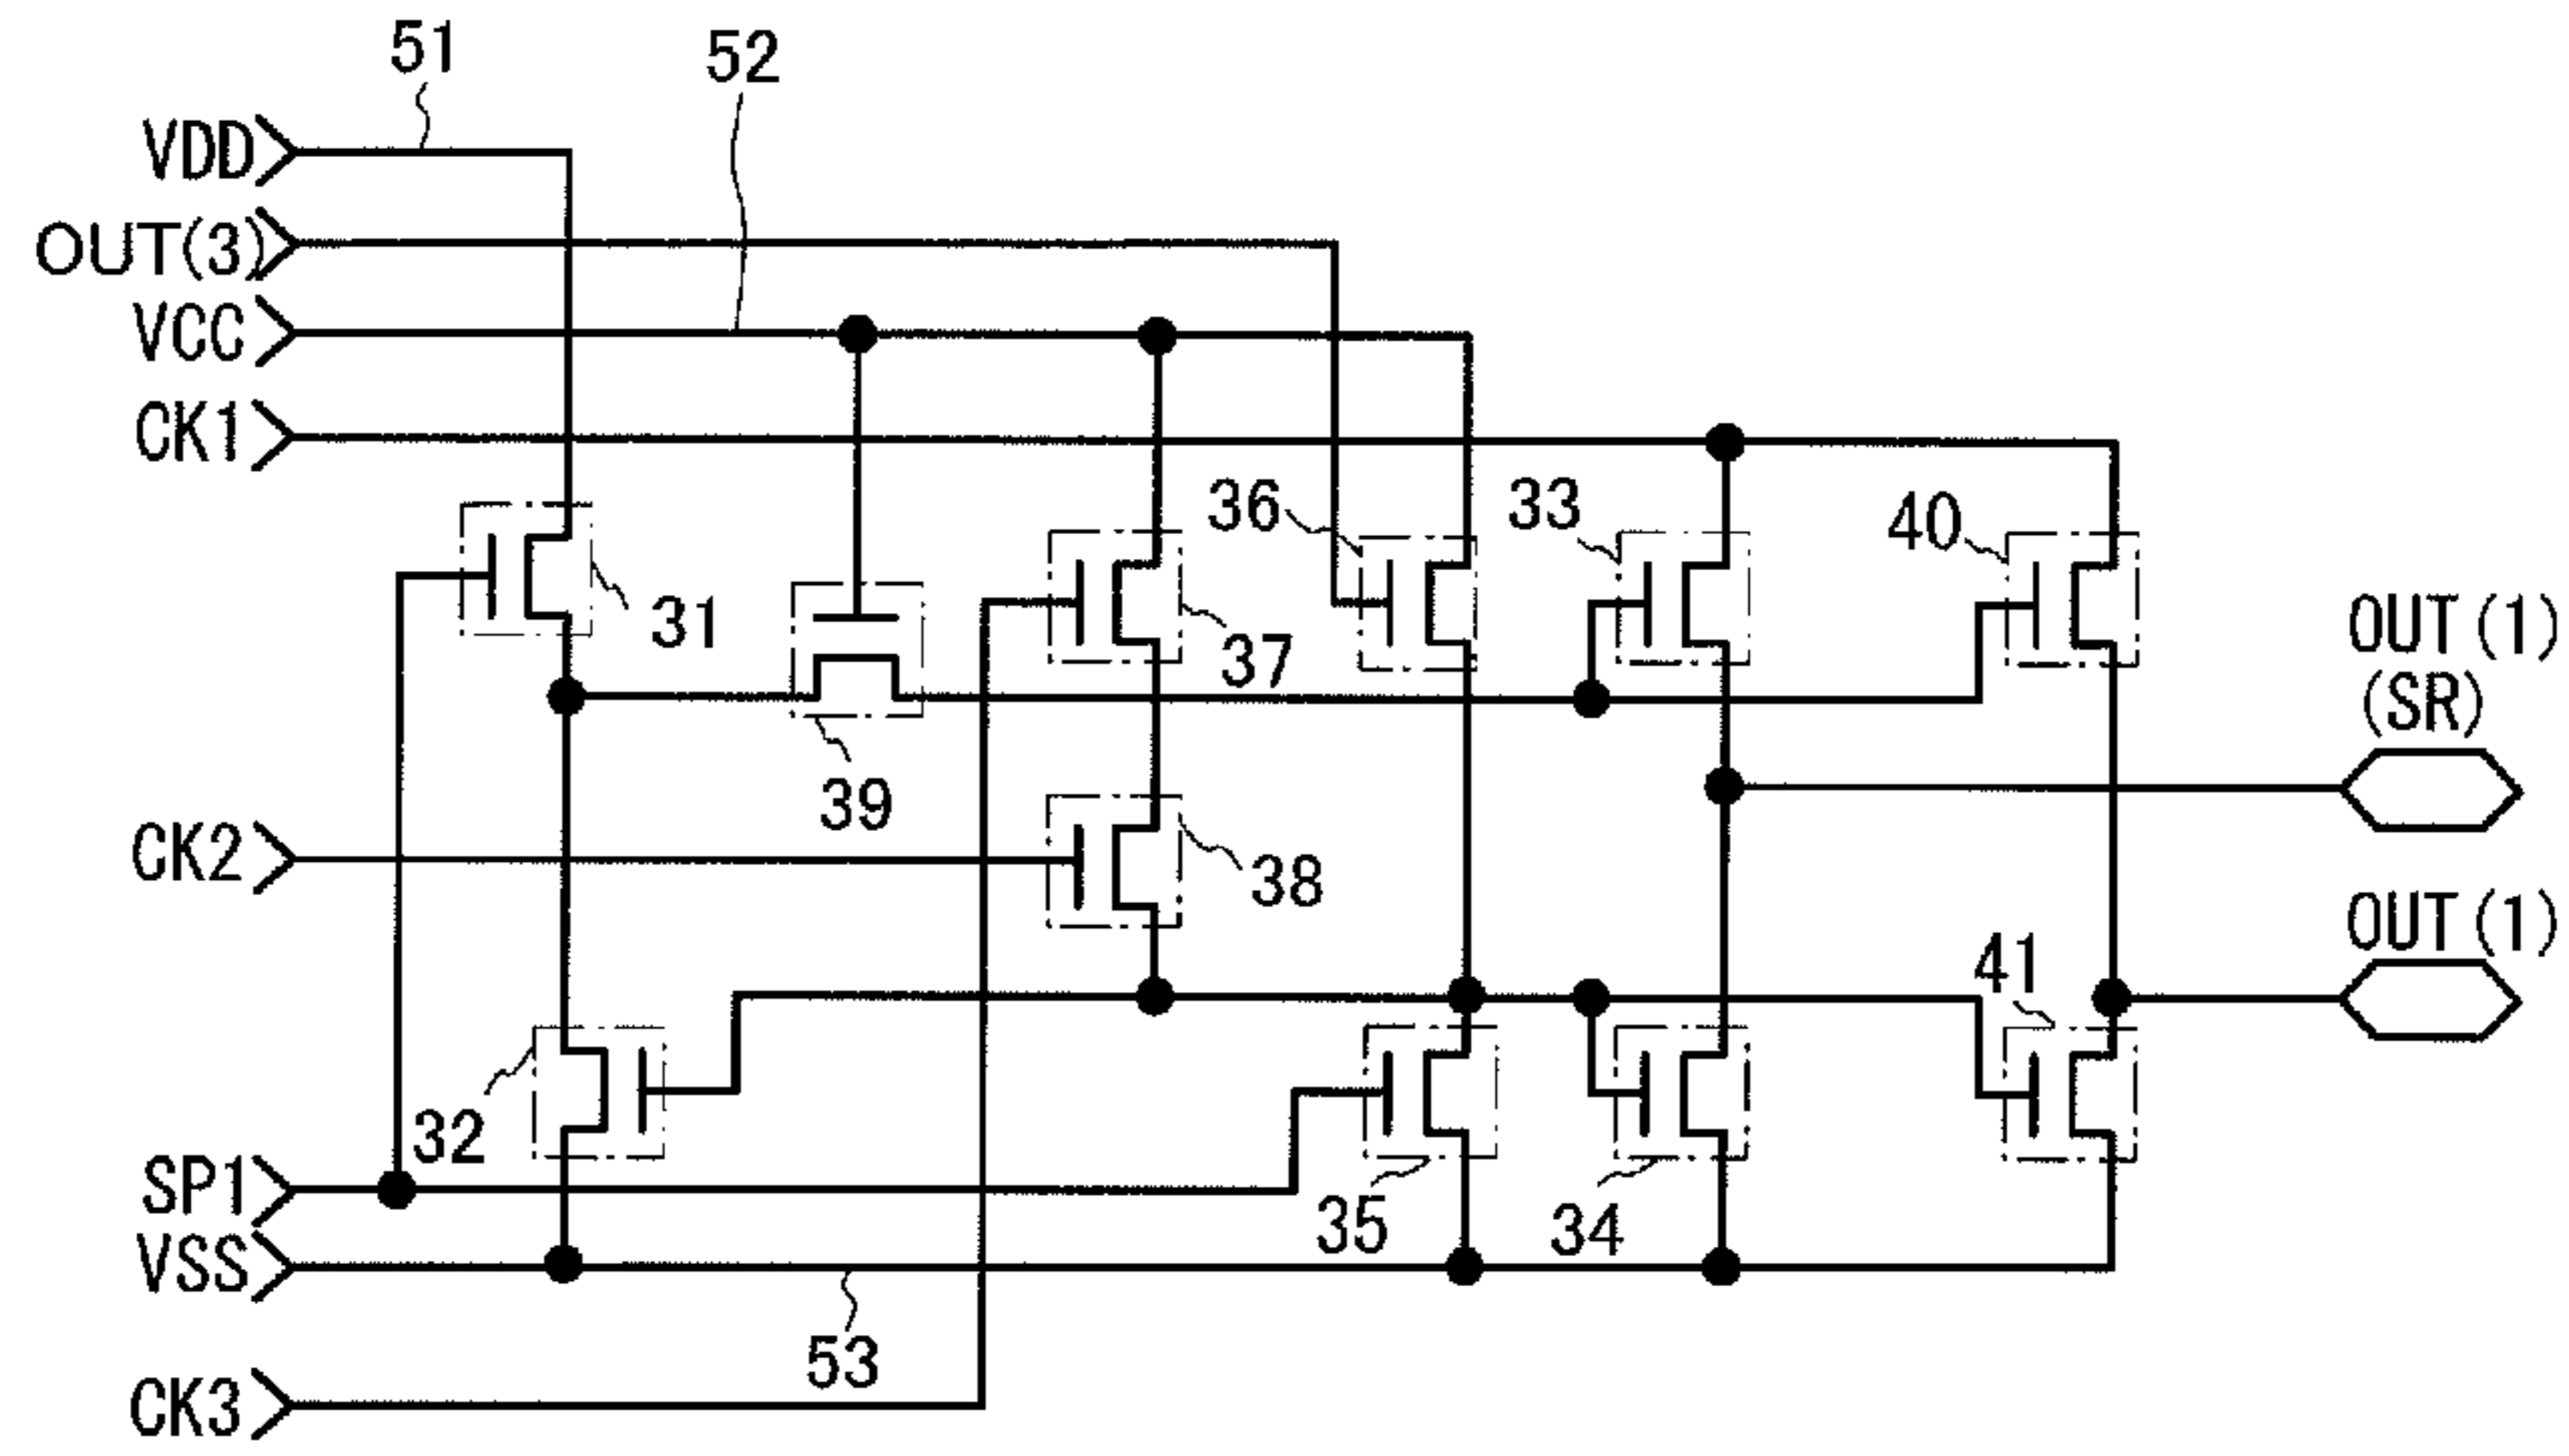 51
52
VDD
OUT(3)
VCC
CK1
36
33
40
31
37
OUT(1)
(SR)
39
CK2
38
OUT(1)
41
32
SP1
35
34
VSS
53
CK3